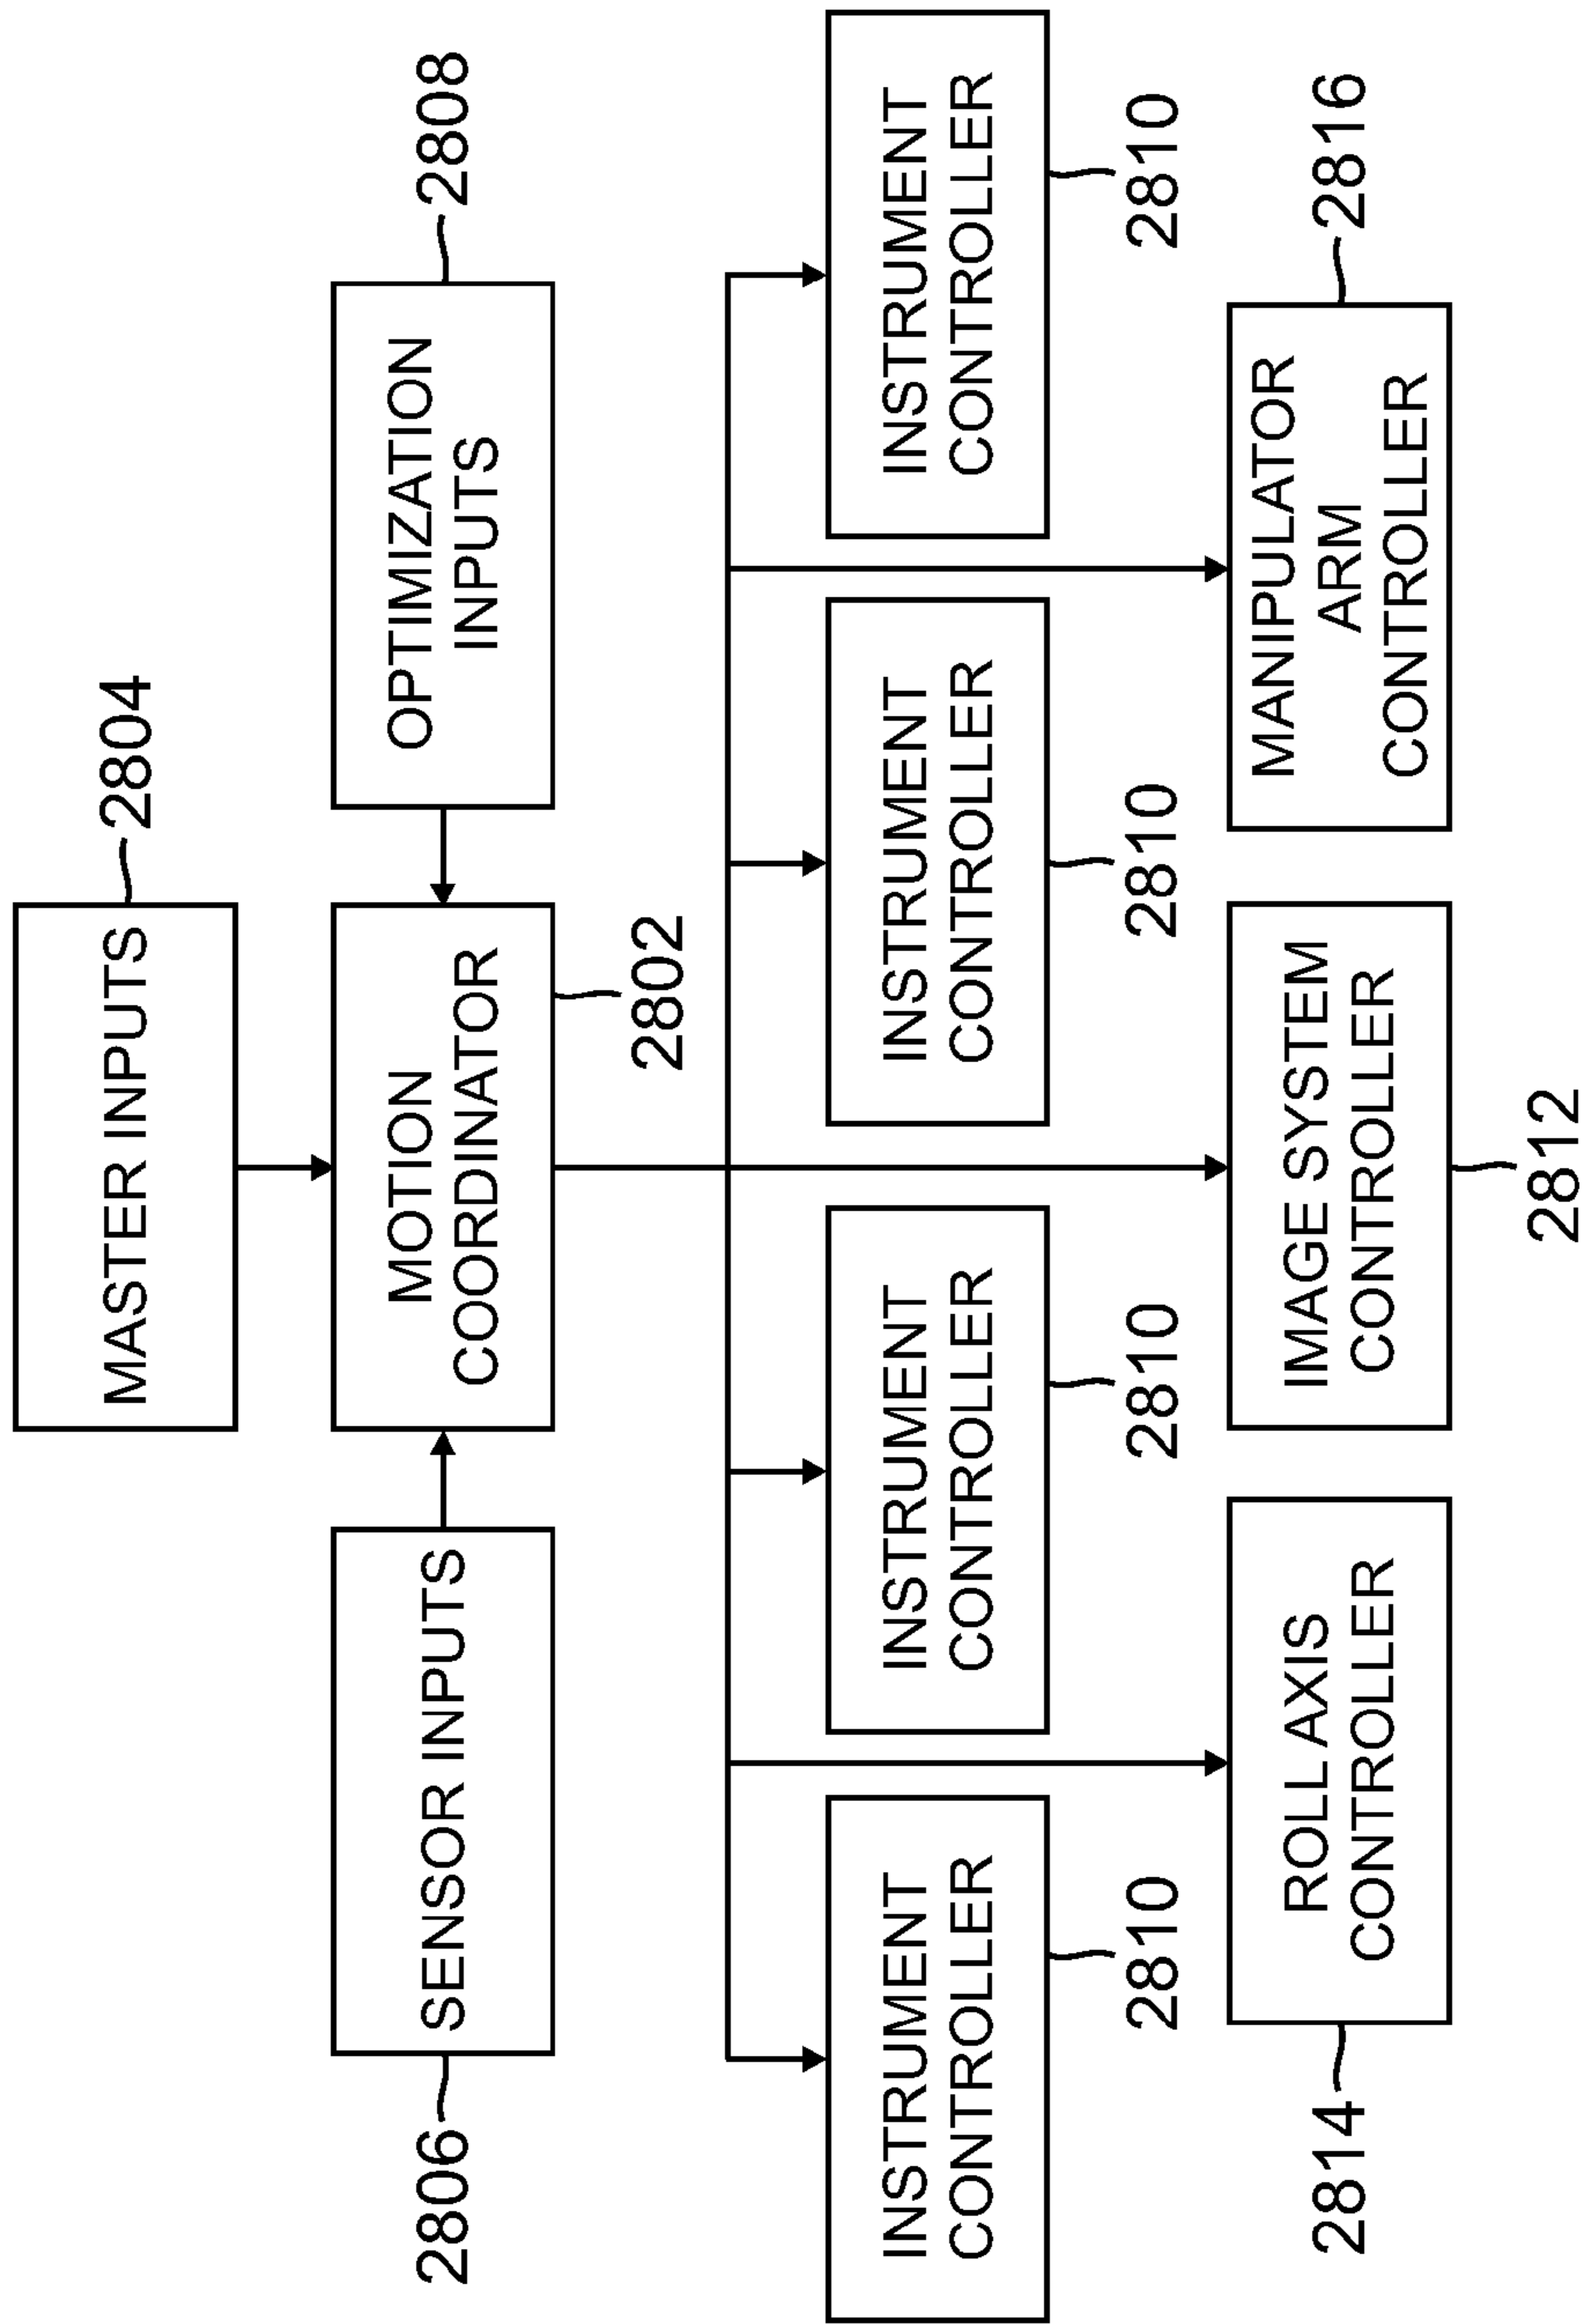 MASTER INPUTS
2804
SENSOR INPUTS
2806
MOTION
COORDINATOR
2802
OPTIMIZATION
INPUTS
2808
INSTRUMENT
CONTROLLER
2810
INSTRUMENT
CONTROLLER
2810
INSTRUMENT
CONTROLLER
2810
INSTRUMENT
CONTROLLER
2810
2814
ROLL AXIS
CONTROLLER
IMAGE SYSTEM
CONTROLLER
2812
MANIPULATOR
ARM
CONTROLLER
2816